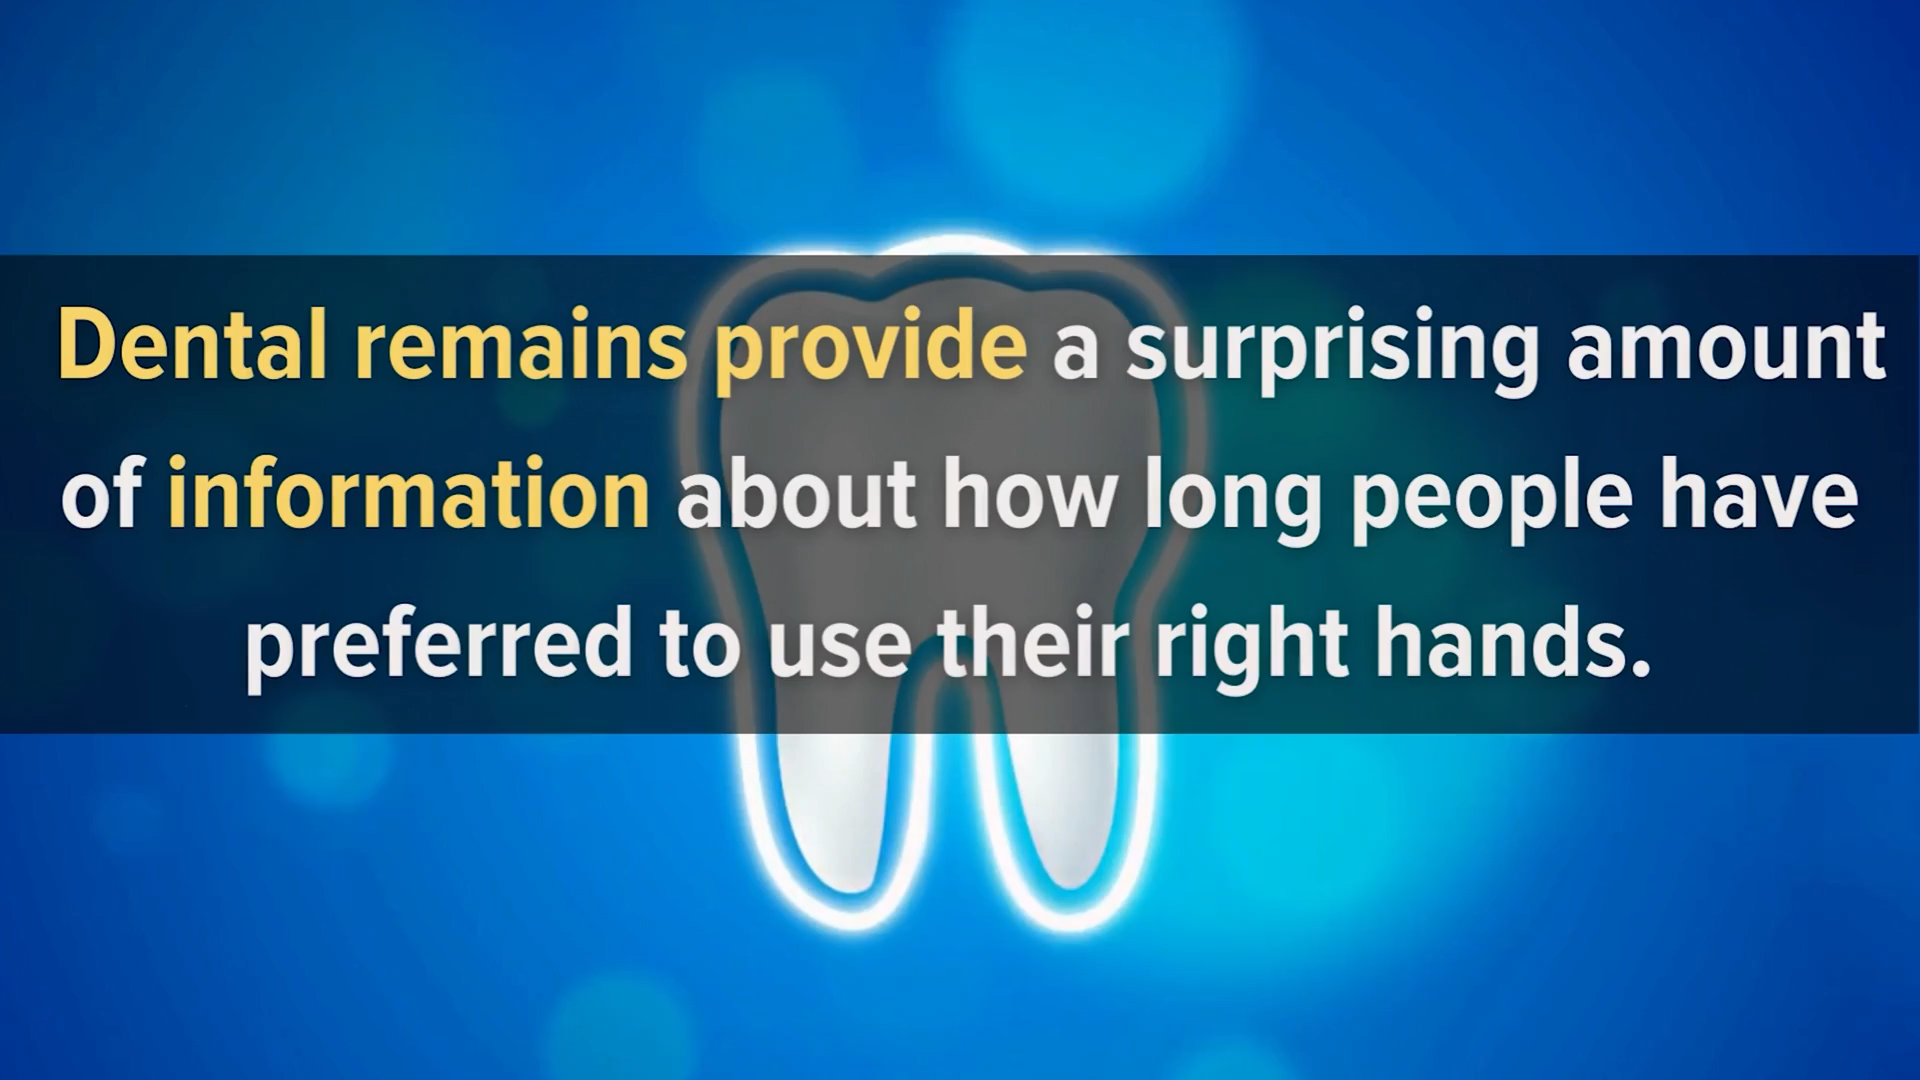 Dental remains provide a surprising amount
of information about how long people have
preferred to use their right hands.